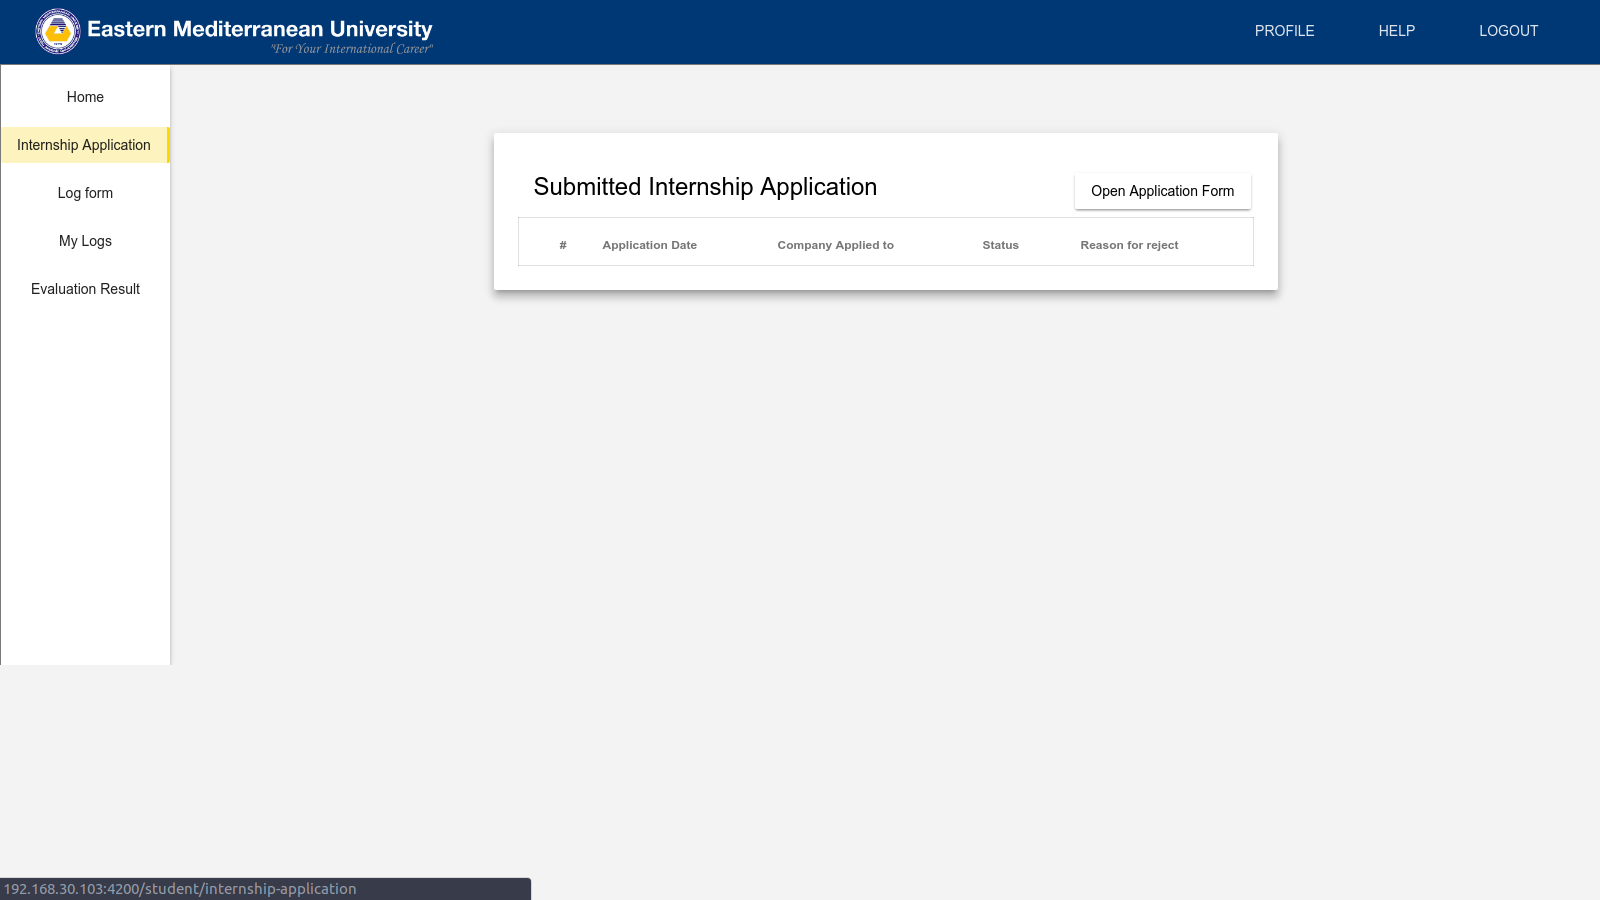 Eastern Mediterranean University
"For Your International Career"
PROFILE
HELP
LOGOUT
Home
Internship Application
Log form
My Logs
Evaluation Result
Submitted Internship Application
Open Application Form
# Application Date Company Applied to Status Reason for reject
192.168.30.103:4200/student/internship-application